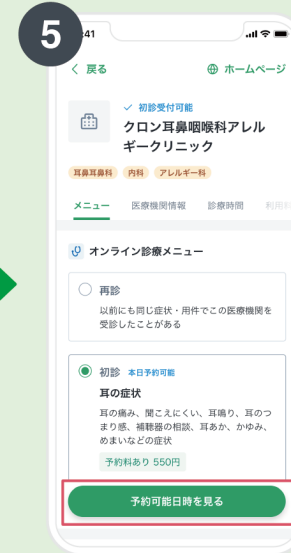 5
:41
戻る
ホームページ
初診受付可能
クロン耳鼻咽喉科アレル
ギークリニック
耳鼻耳鼻科 内科 アレルギー科
メニュー 医療機関情報 診療時間 利用料
オンライン診療メニュー
再診
以前にも同じ症状・用件でこの医療機関を
受診したことがある
初診 本日予約可能
耳の症状
耳の痛み、聞こえにくい、耳鳴り、耳のつ
まり感、補聴器の相談、耳あか、かゆみ、
めまいなどの症状
予約料あり 550円
予約可能日時を見る